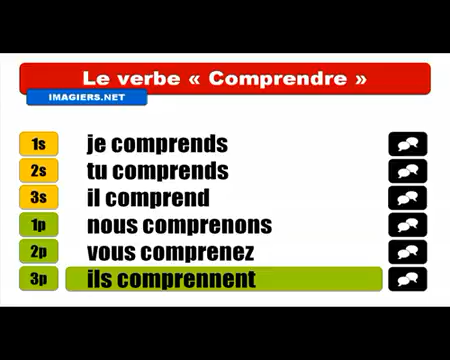 Le verbe « Comprendre »
IMAGIERS.NET
1s je comprends
2s tu comprends
3s il comprend
1p nous comprenons
2p vous comprenez
3p ils comprennent